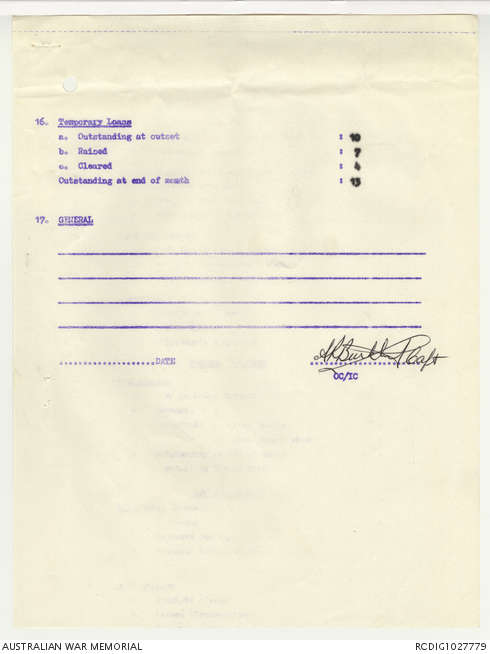 16. Temporary Loans
a. Outstanding at outset : 10
b. Raised : 7
c. Cleared : 4
Outstanding at end of month : 13
17. GENERAL
....................DATE
OC/IC
AUSTRALIAN WAR MEMORIAL RCDIG1027779